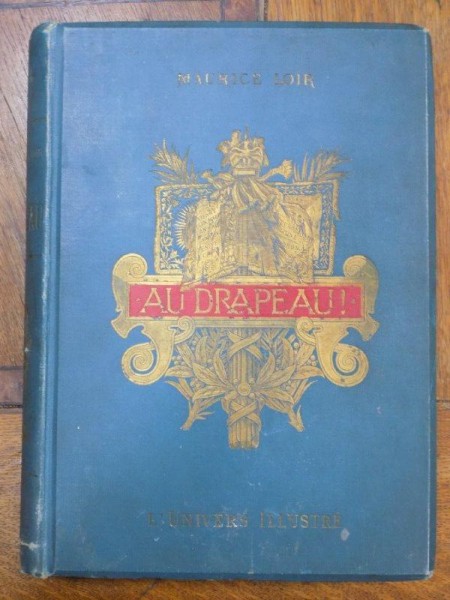 MAURICE LOIR
AU DRAPEAU!
L'UNIVERS ILLUSTRÉ